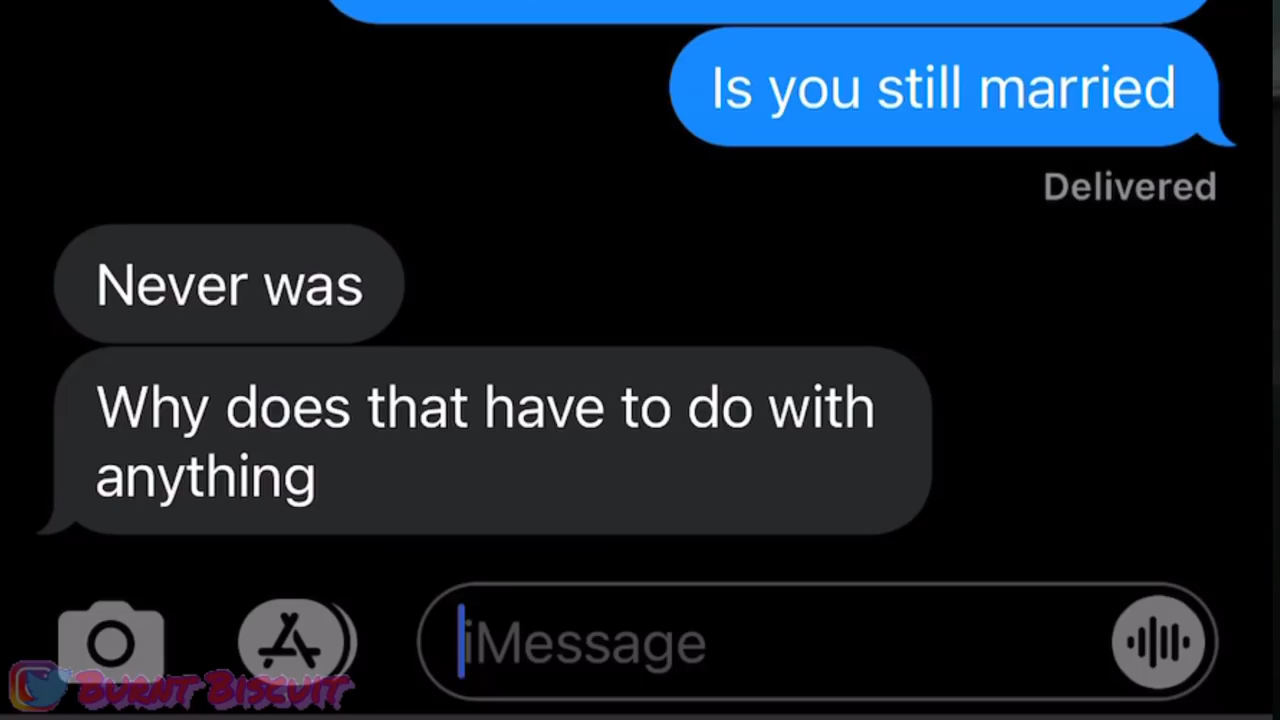 Is you still married
Delivered
Never was
Why does that have to do with
anything
iMessage
Burnt Biscuit